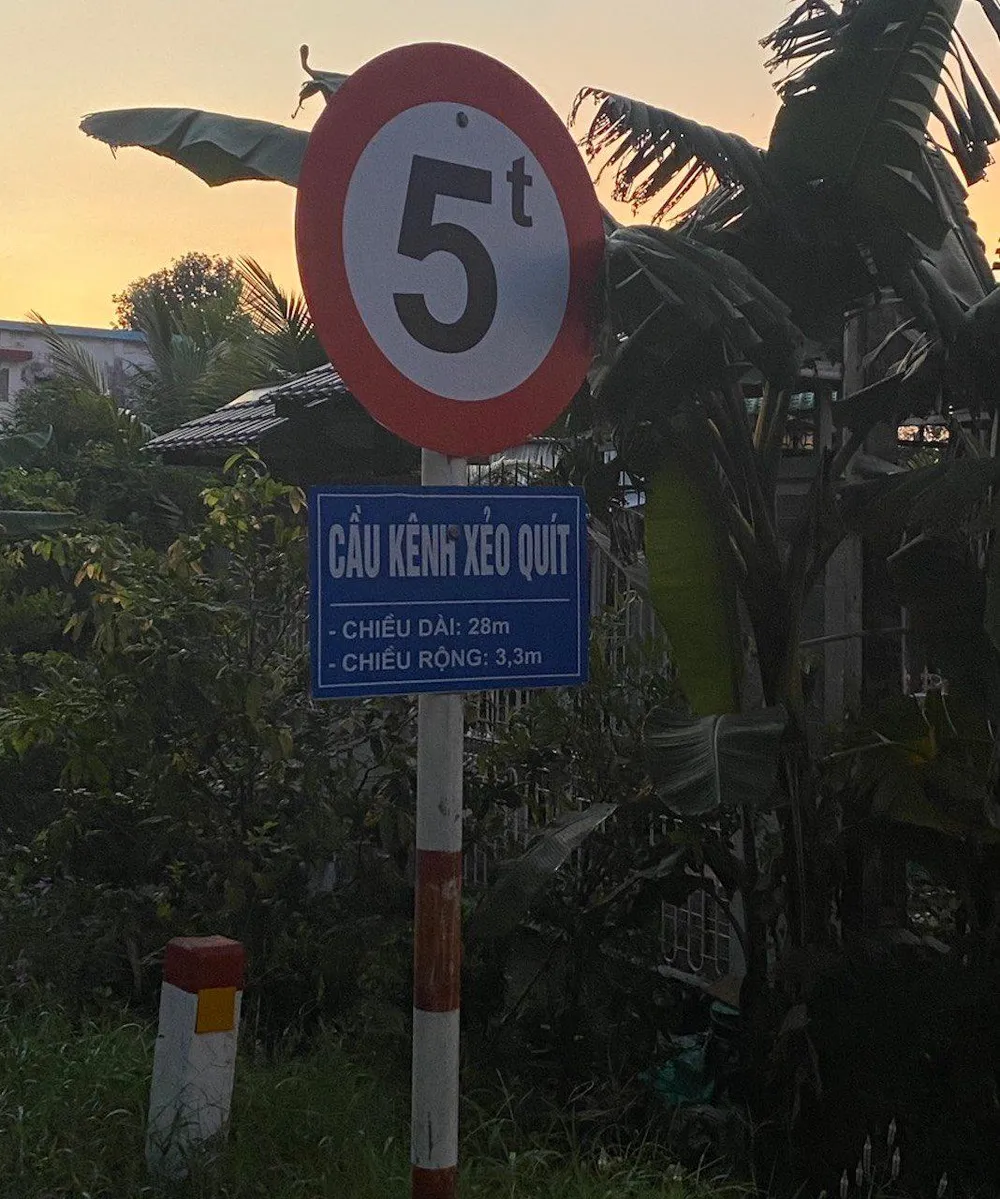 5t
CẦU KÊNH XẺO QUÍT
- CHIỀU DÀI: 28m
- CHIỀU RỘNG: 3,3m